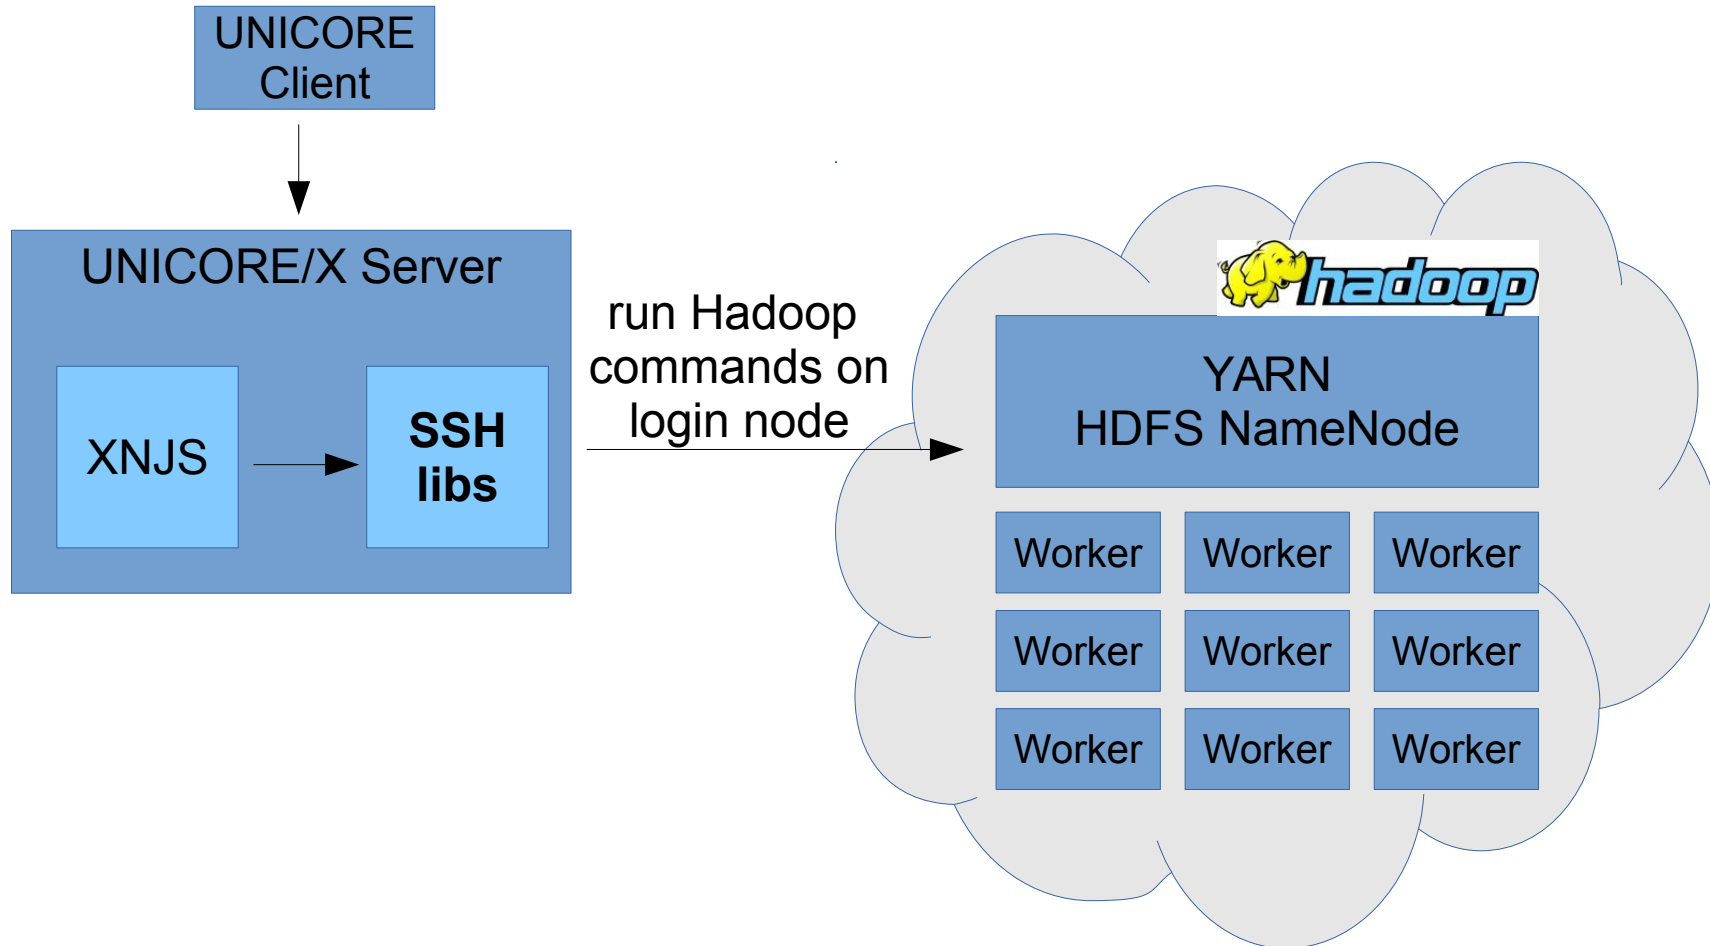 UNICORE
Client
UNICORE/X Server
XNJS
SSH
libs
run Hadoop
commands on
login node
hadoop
YARN
HDFS NameNode
Worker Worker Worker
Worker Worker Worker
Worker Worker Worker